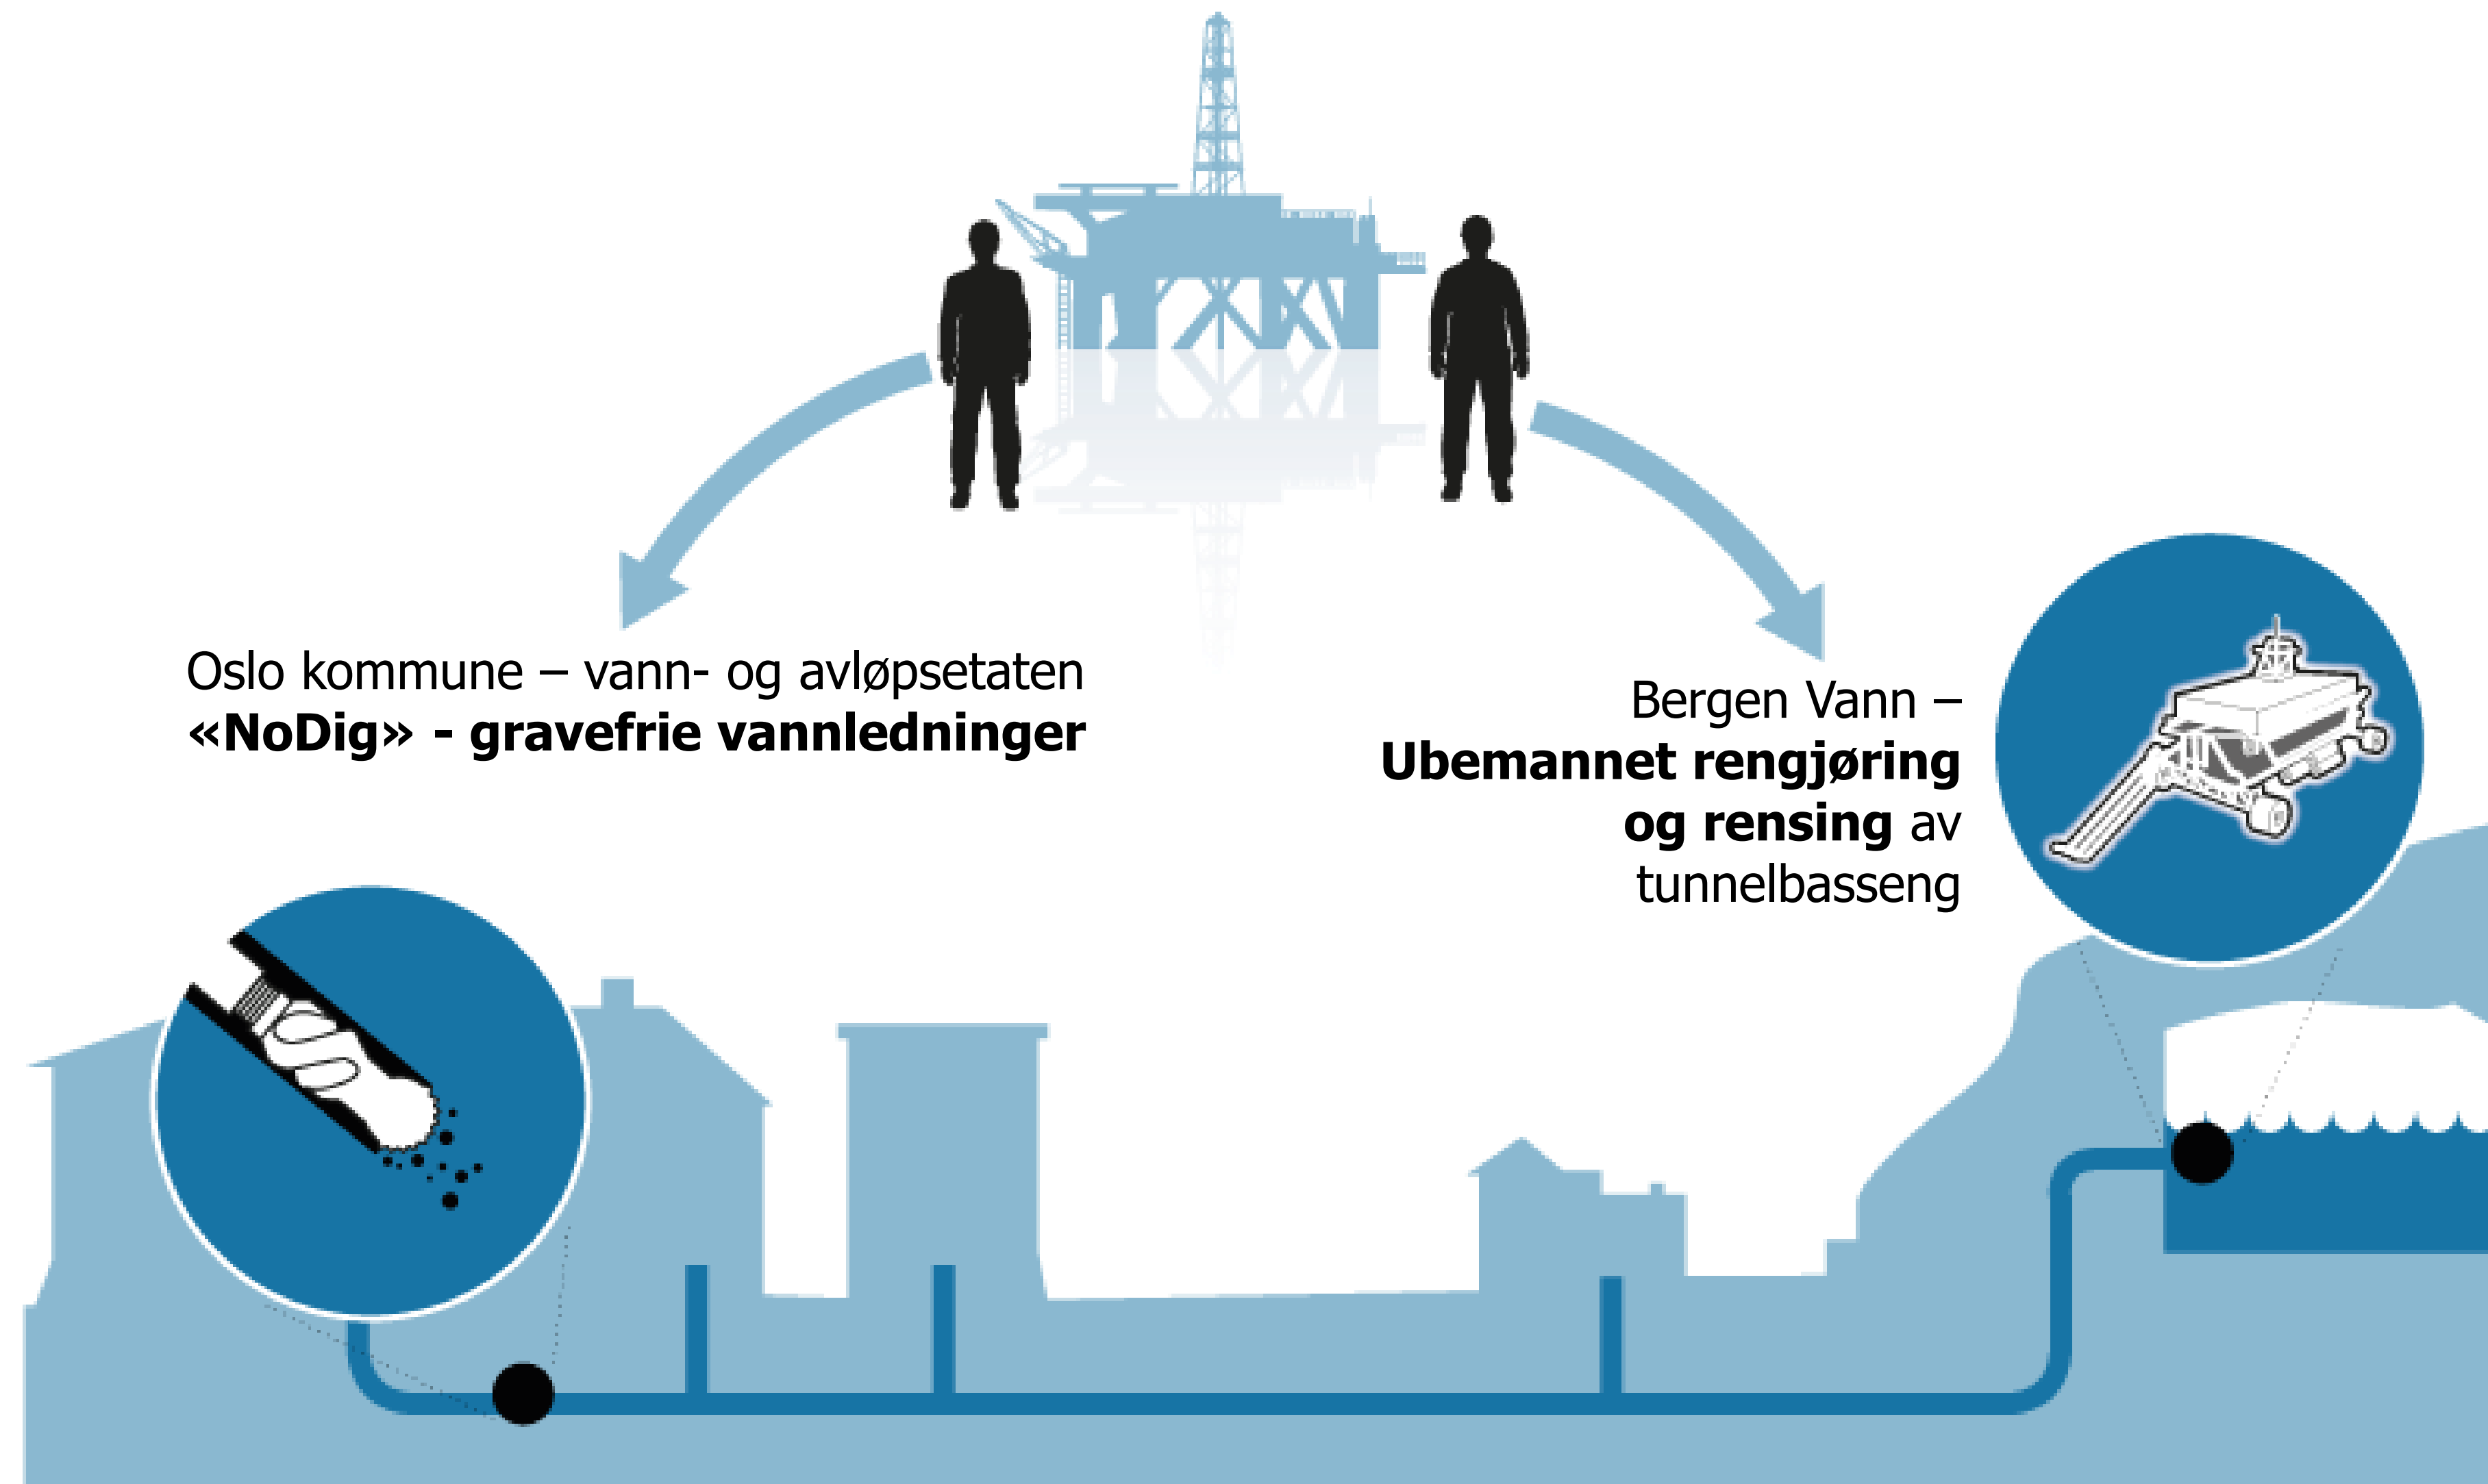 Oslo kommune – vann- og avløpsetaten
«NoDig» - gravefrie vannledninger
Bergen Vann –
Ubemannet rengjøring
og rensing av
tunnelbasseng